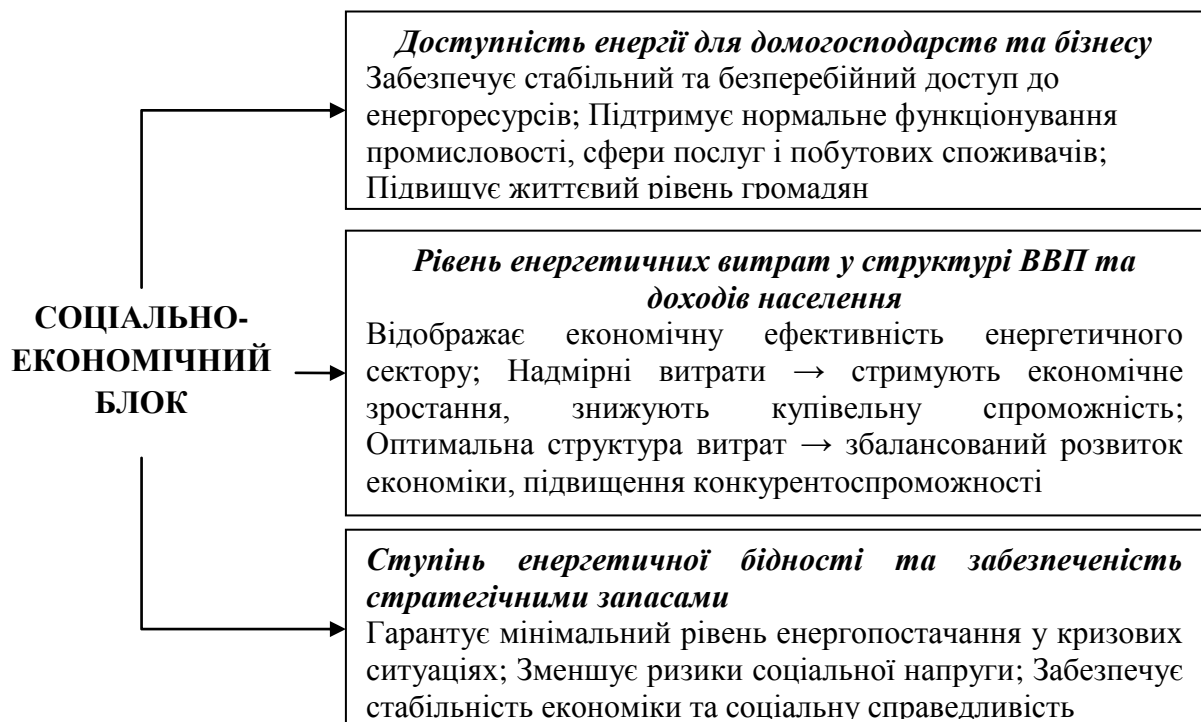 Доступність енергії для домогосподарств та бізнесу
Забезпечує стабільний та безперебійний доступ до
енергоресурсів; Підтримує нормальне функціонування
промисловості, сфери послуг і побутових споживачів;
Підвищує життєвий рівень громадян
СОЦІАЛЬНО-
ЕКОНОМІЧНИЙ
БЛОК
Рівень енергетичних витрат у структурі ВВП та
доходів населення
Відображає економічну ефективність енергетичного
сектору; Надмірні витрати → стримують економічне
зростання, знижують купівельну спроможність;
Оптимальна структура витрат → збалансований розвиток
економіки, підвищення конкурентоспроможності
Ступінь енергетичної бідності та забезпеченість
стратегічними запасами
Гарантує мінімальний рівень енергопостачання у кризових
ситуаціях; Зменшує ризики соціальної напруги; Забезпечує
стабільність економіки та соціальну справедливість